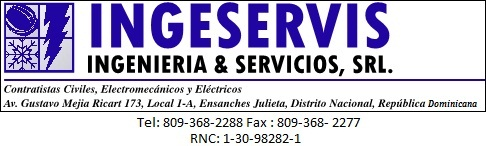 INGESERVIS
INGENIERIA & SERVICIOS, SRL.
Contratistas Civiles, Electromecánicos y Eléctricos
Av. Gustavo Mejia Ricart 173, Local 1-A, Ensanches Julieta, Distrito Nacional, República Dominicana
Tel: 809-368-2288 Fax : 809-368- 2277
RNC: 1-30-98282-1